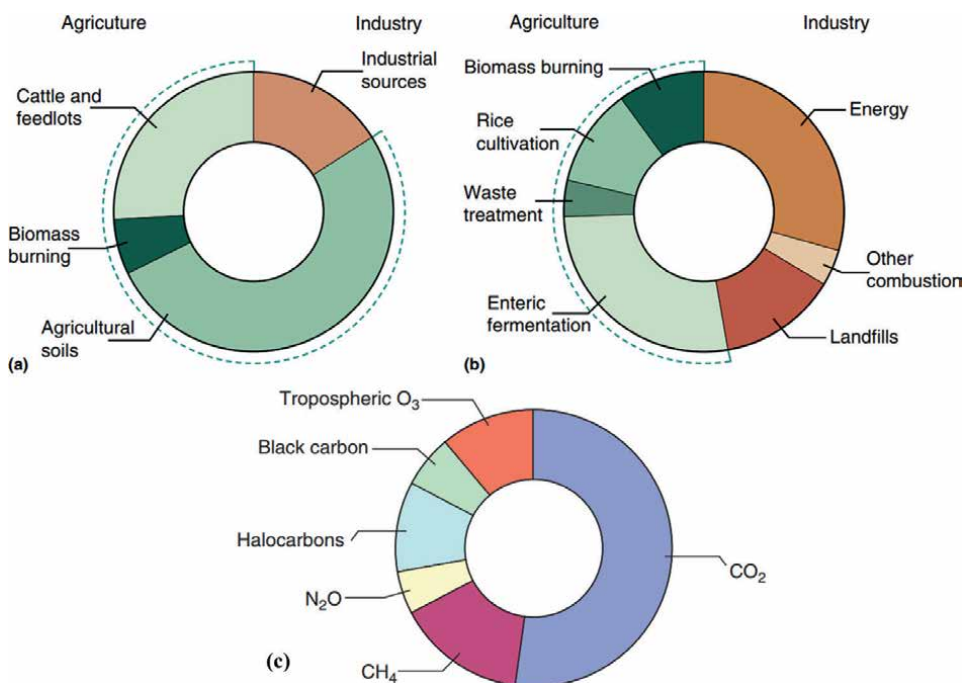 Agricuture
Industry
Industrial
sources
Cattle and
feedlots
Biomass
burning
Agricultural
soils
(a)
Agriculture
Industry
Biomass burning
Energy
Rice
cultivation
Waste
treatment
Other
combustion
Enteric
fermentation
Landfills
(b)
Tropospheric O₃
Black carbon
Halocarbons
CO₂
N₂O
CH₄
(c)